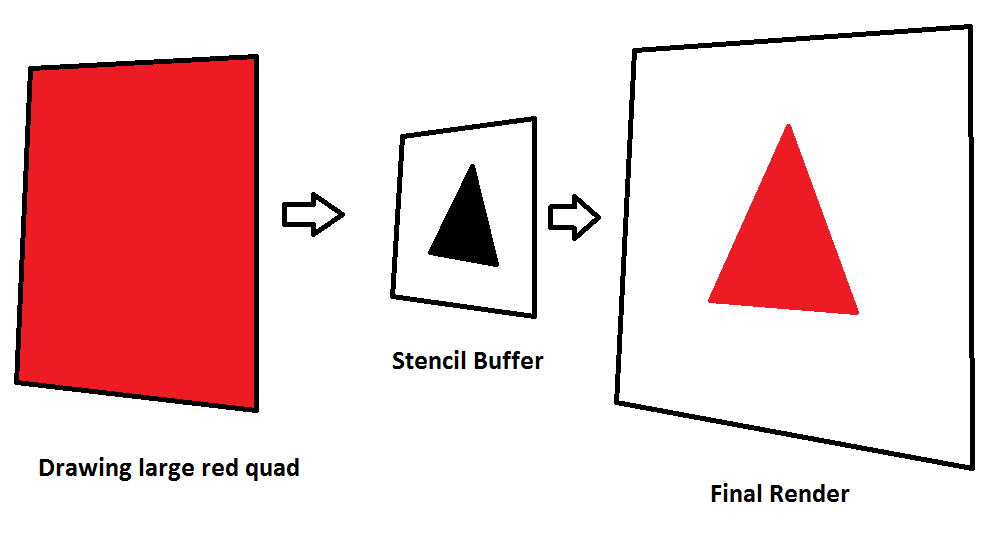 Drawing large red quad
Stencil Buffer
Final Render